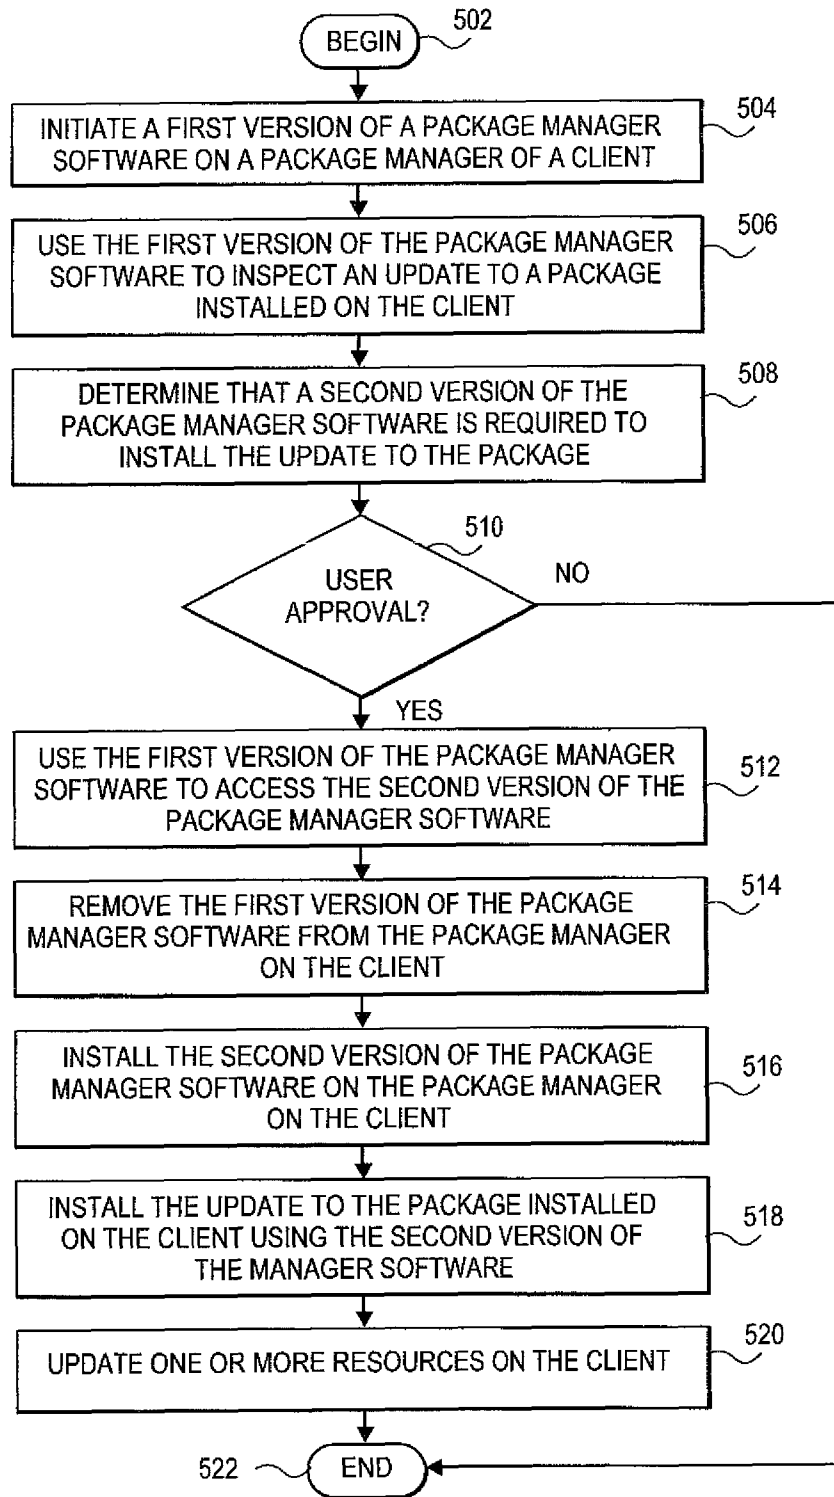 BEGIN
502
INITIATE A FIRST VERSION OF A PACKAGE MANAGER
SOFTWARE ON A PACKAGE MANAGER OF A CLIENT
504
USE THE FIRST VERSION OF THE PACKAGE MANAGER
SOFTWARE TO INSPECT AN UPDATE TO A PACKAGE
INSTALLED ON THE CLIENT
506
DETERMINE THAT A SECOND VERSION OF THE
PACKAGE MANAGER SOFTWARE IS REQUIRED TO
INSTALL THE UPDATE TO THE PACKAGE
508
510
USER
APPROVAL?
NO
YES
USE THE FIRST VERSION OF THE PACKAGE MANAGER
SOFTWARE TO ACCESS THE SECOND VERSION OF THE
PACKAGE MANAGER SOFTWARE
512
REMOVE THE FIRST VERSION OF THE PACKAGE
MANAGER SOFTWARE FROM THE PACKAGE MANAGER
ON THE CLIENT
514
INSTALL THE SECOND VERSION OF THE PACKAGE
MANAGER SOFTWARE ON THE PACKAGE MANAGER
ON THE CLIENT
516
INSTALL THE UPDATE TO THE PACKAGE INSTALLED
ON THE CLIENT USING THE SECOND VERSION OF
THE MANAGER SOFTWARE
518
UPDATE ONE OR MORE RESOURCES ON THE CLIENT
520
522
END